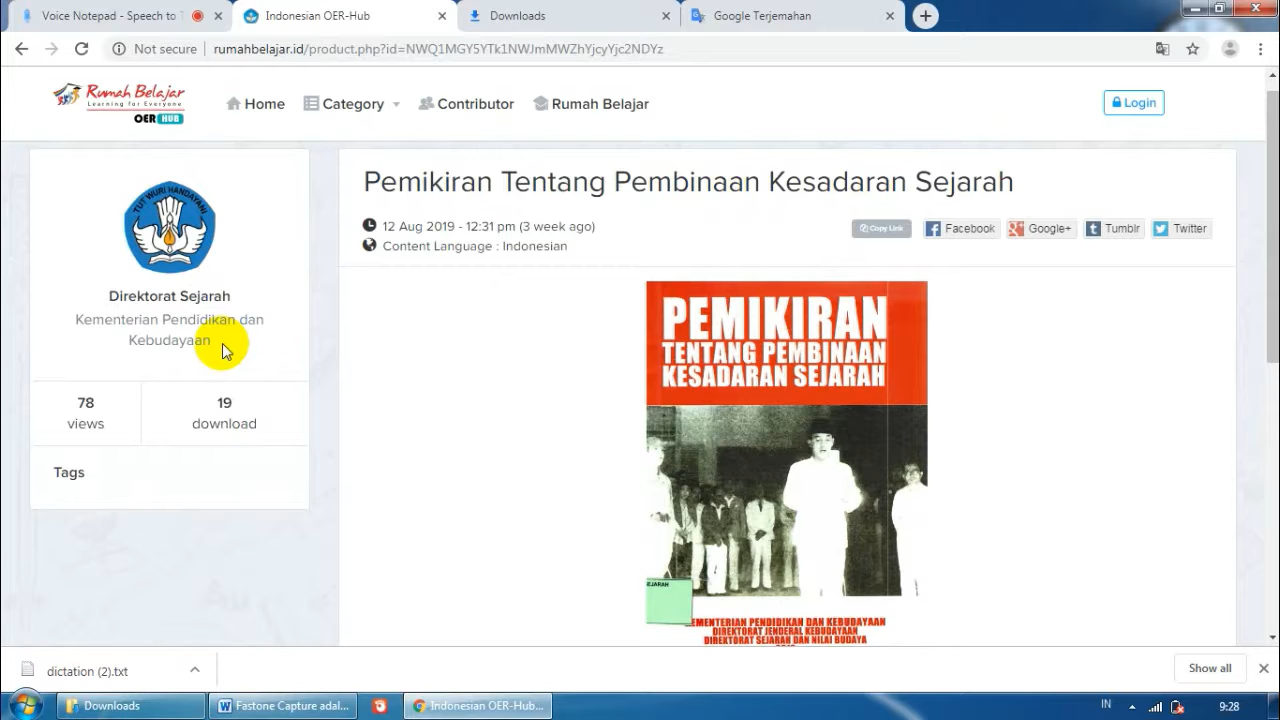 Voice Notepad - Speech to T
Indonesian OER-Hub
Downloads
Google Terjemahan
Not secure
rumahbelajar.id/product.php?id=NWQ1MGY5YTk1NWJmMWZhYjcyYjc2NDYz
Rumah Belajar
Learning for Everyone
OER HUB
Home
Category
Contributor
Rumah Belajar
Login
TUT WURI HANDAYANI
Direktorat Sejarah
Kementerian Pendidikan dan
Kebudayaan
78
views
19
download
Tags
Pemikiran Tentang Pembinaan Kesadaran Sejarah
12 Aug 2019 - 12:31 pm (3 week ago)
Content Language : Indonesian
Copy Link
Facebook
Google+
Tumblr
Twitter
PEMIKIRAN
TENTANG PEMBINAAN
KESADARAN SEJARAH
SEJARAH
KEMENTERIAN PENDIDIKAN DAN KEBUDAYAAN
DIREKTORAT JENDERAL KEBUDAYAAN
DIREKTORAT SEJARAH DAN NILAI BUDAYA
dictation (2).txt
Show all
Downloads
Fastone Capture adal...
Indonesian OER-Hub...
IN
9:28